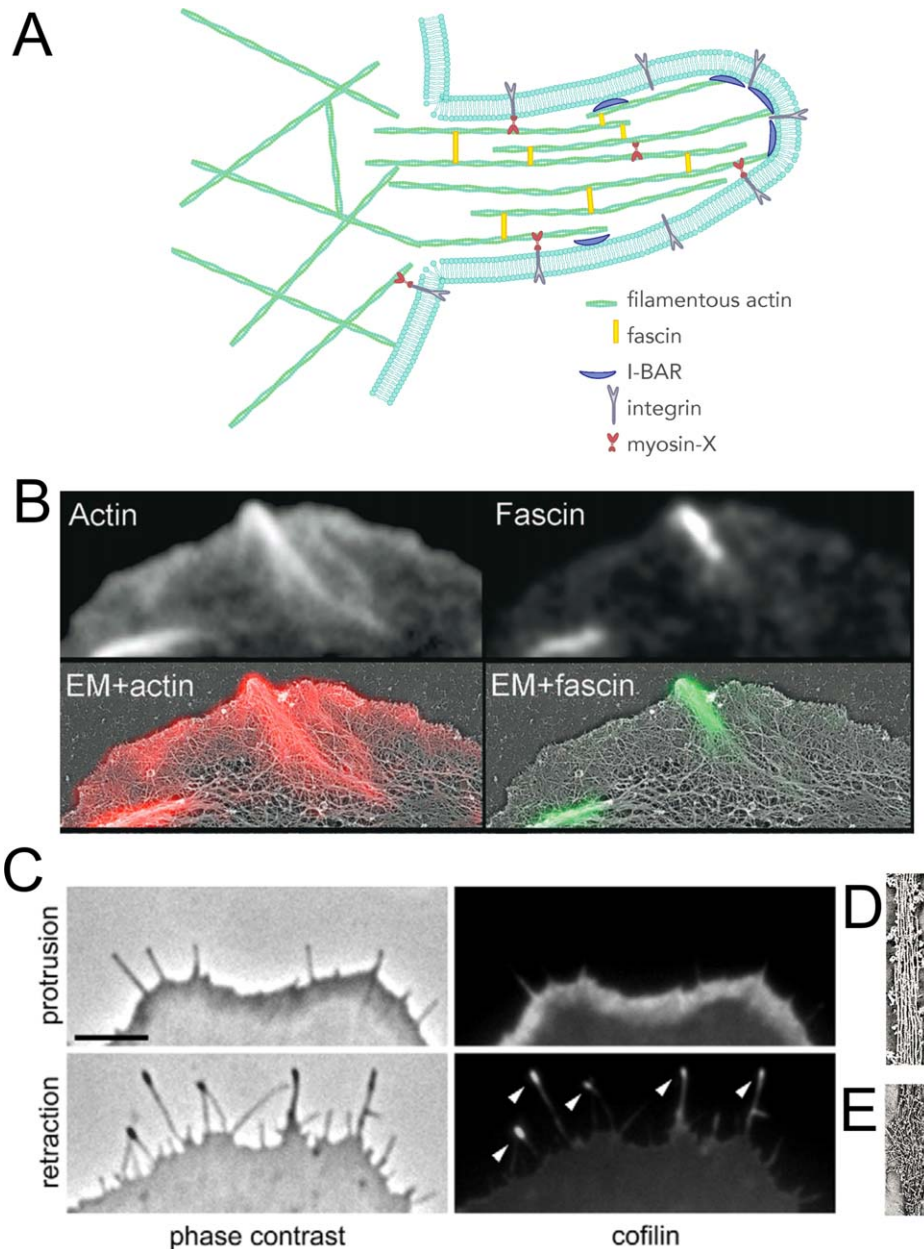 A
filamentous actin
fascin
I-BAR
integrin
myosin-X
B
Actin
Fascin
EM+actin
EM+fascin
C
D
protrusion
retraction
E
phase contrast
cofilin